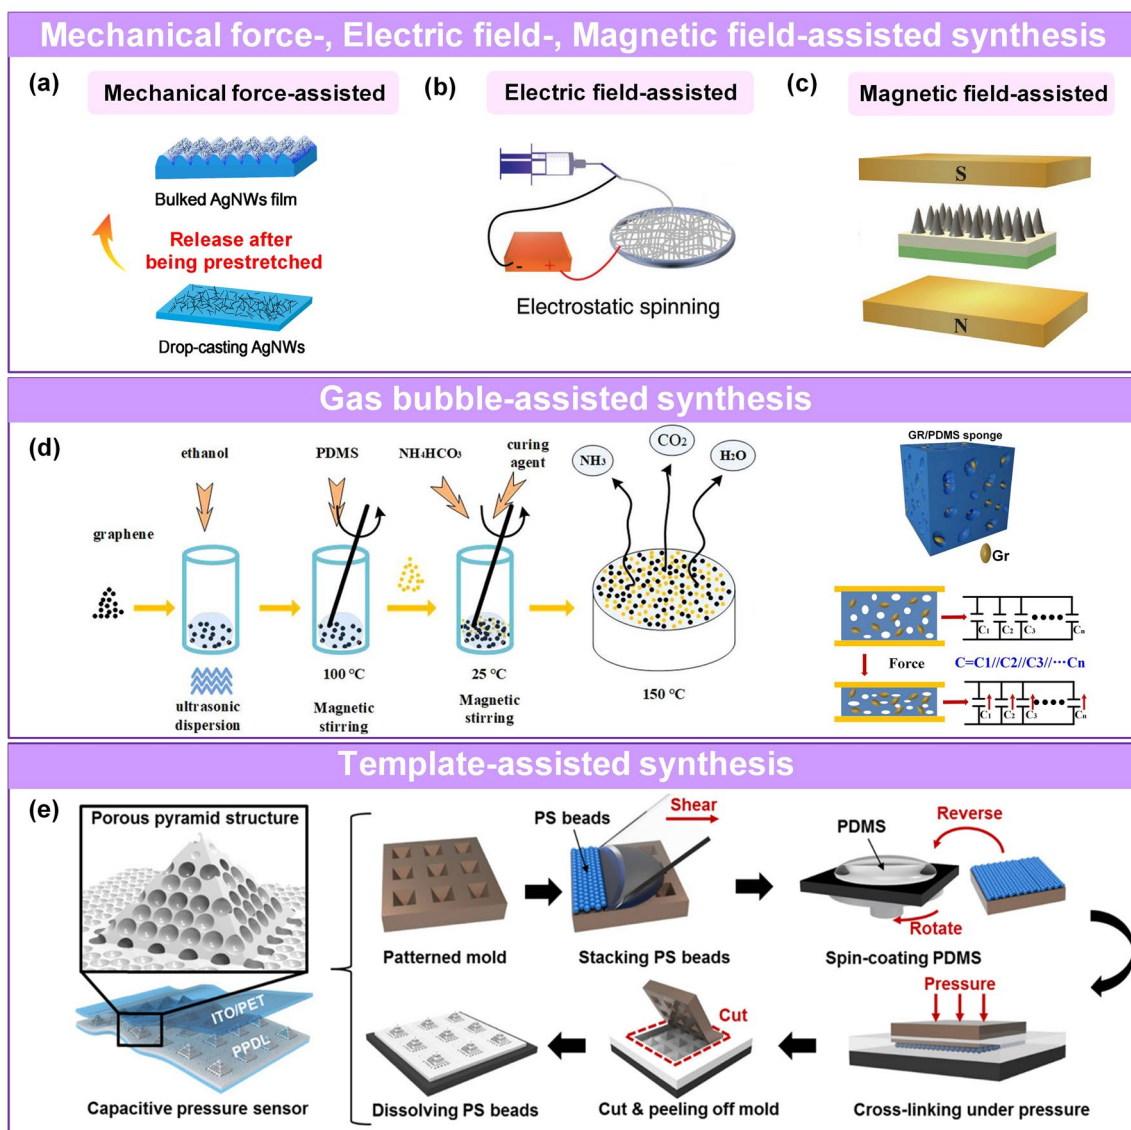 Mechanical force-, Electric field-, Magnetic field-assisted synthesis
(a)
Mechanical force-assisted
Bulked AgNWs film
Release after
being prestretched
Drop-casting AgNWs
(b)
Electric field-assisted
-
+
Electrostatic spinning
(c)
Magnetic field-assisted
S
N
Gas bubble-assisted synthesis
(d)
graphene
ethanol
ultrasonic
dispersion
PDMS
100 °C
Magnetic
stirring
NH₄HCO₃
curing
agent
25 °C
Magnetic
stirring
NH₃
CO₂
H₂O
150 °C
GR/PDMS sponge
Gr
C₁ C₂ C₃ Cₙ
Force
C=C1//C2//C3//···Cn
C₁ C₂ C₃ Cₙ
Template-assisted synthesis
(e)
Porous pyramid structure
ITO/PET
PPDL
Capacitive pressure sensor
Patterned mold
PS beads
Shear
Stacking PS beads
PDMS
Reverse
Rotate
Spin-coating PDMS
Pressure
Cross-linking under pressure
Cut
Cut & peeling off mold
Dissolving PS beads